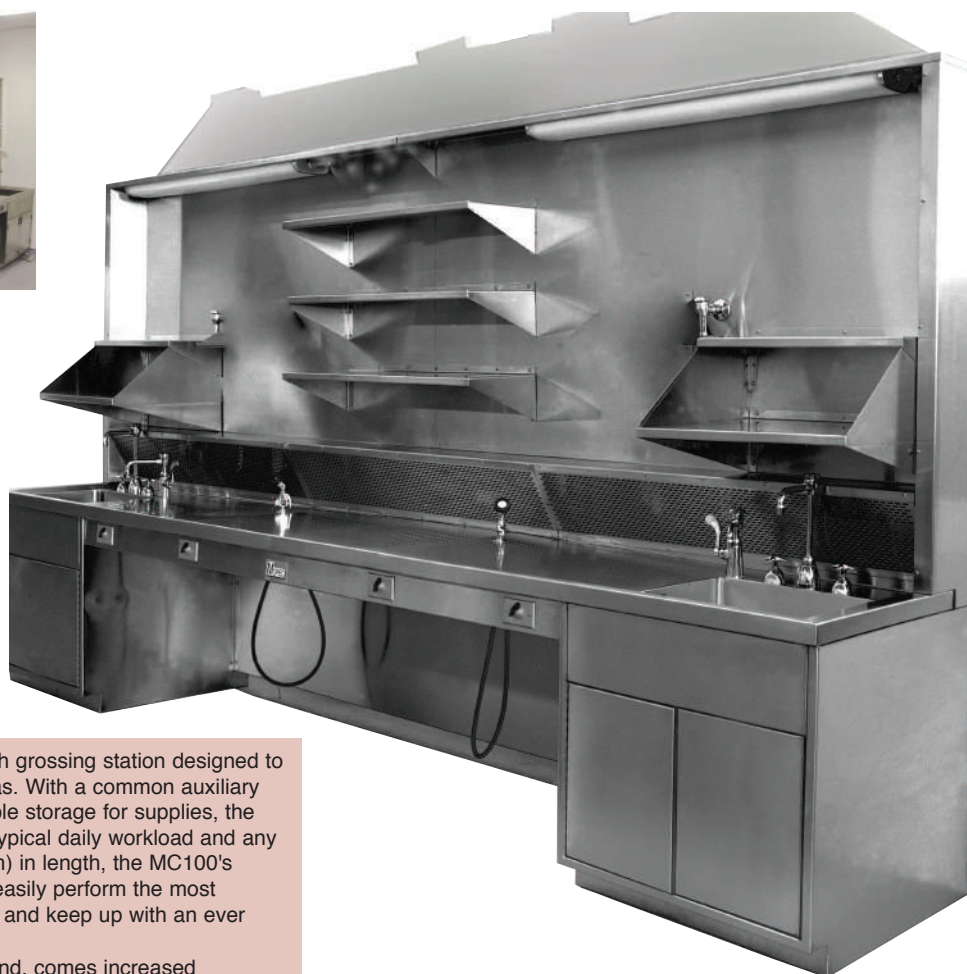 h grossing station designed to
as. With a common auxiliary
ple storage for supplies, the
ypical daily workload and any
) in length, the MC100's
easily perform the most
and keep up with an ever
nd, comes increased